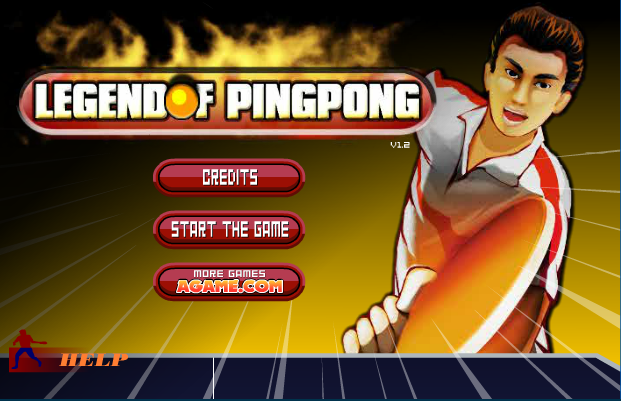 LEGEND OF PINGPONG
V1.2
CREDITS
START THE GAME
MORE GAMES
AGAME.COM
HELP